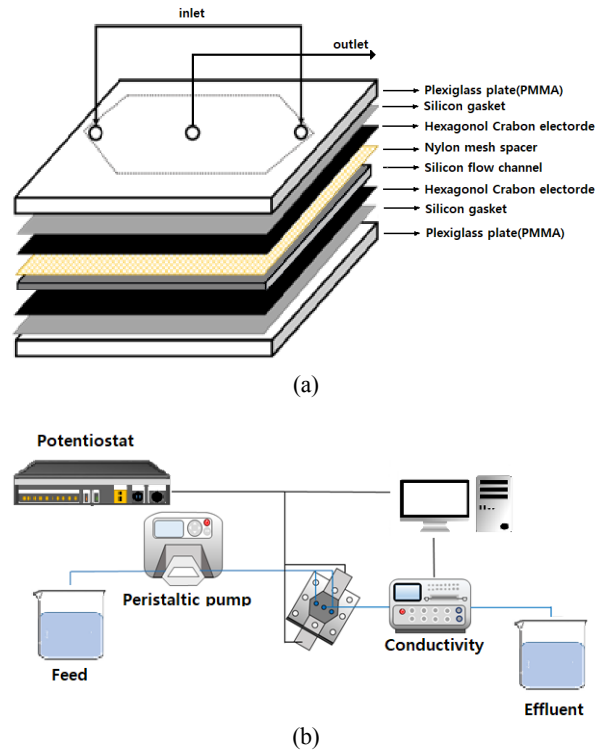 inlet
outlet
Plexiglass plate(PMMA)
Silicon gasket
Hexagonol Crabon electorde
Nylon mesh spacer
Silicon flow channel
Hexagonol Crabon electorde
Silicon gasket
Plexiglass plate(PMMA)
(a)
Potentiostat
Peristaltic pump
Conductivity
Feed
Effluent
(b)